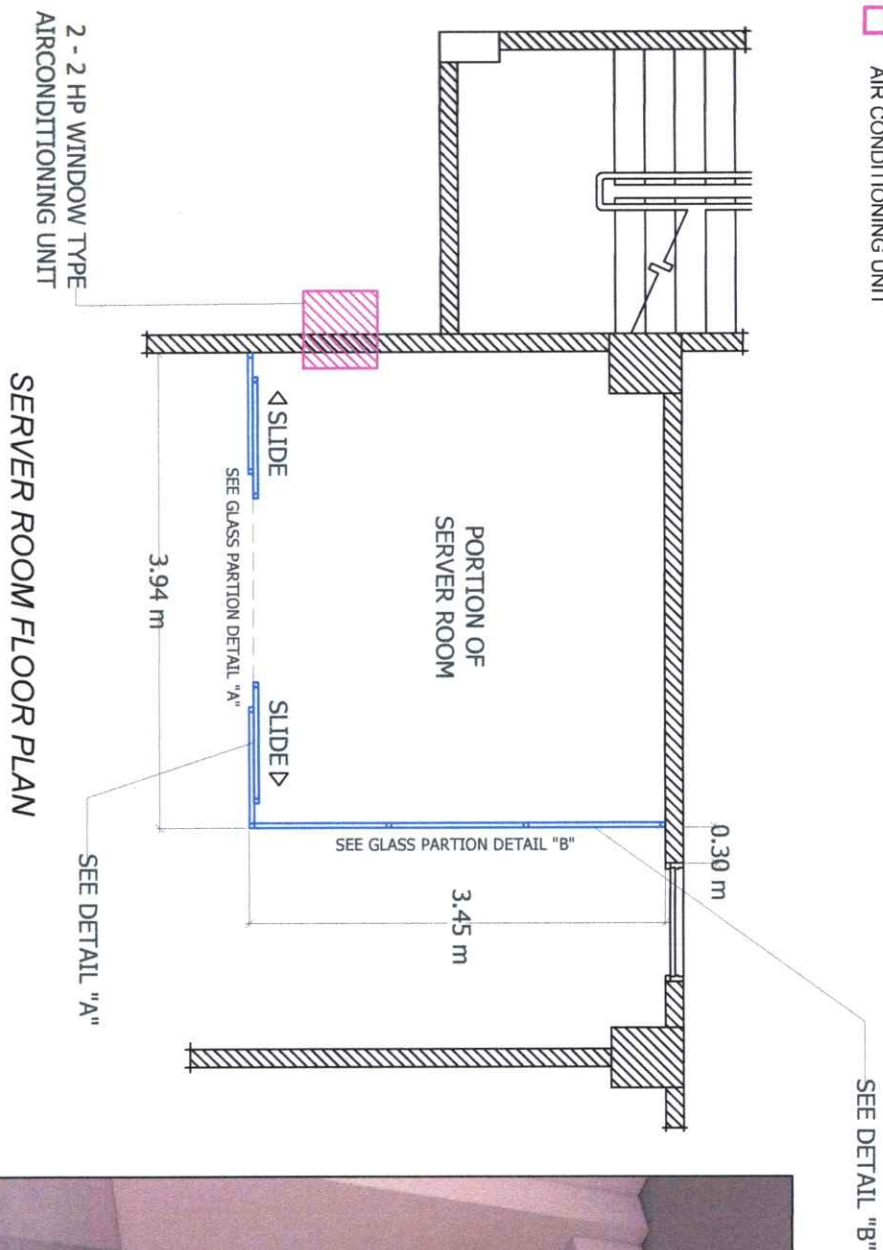 AIR CONDITIONING UNIT
SEE DETAIL "B"
0.30 m
PORTION OF
SERVER ROOM
3.45 m
SEE GLASS PARTION DETAIL "B"
SLIDE
SLIDE
SEE GLASS PARTION DETAIL "A"
3.94 m
2 - 2 HP WINDOW TYPE
AIRCONDITIONING UNIT
SEE DETAIL "A"
SERVER ROOM FLOOR PLAN